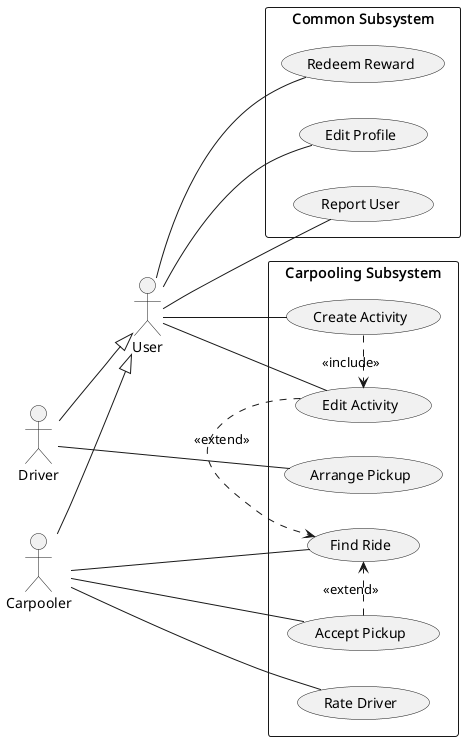 Common Subsystem
Redeem Reward
Edit Profile
Report User
User
Carpooling Subsystem
Create Activity
«include»
Edit Activity
«extend»
Arrange Pickup
Driver
Find Ride
«extend»
Accept Pickup
Carpooler
Rate Driver